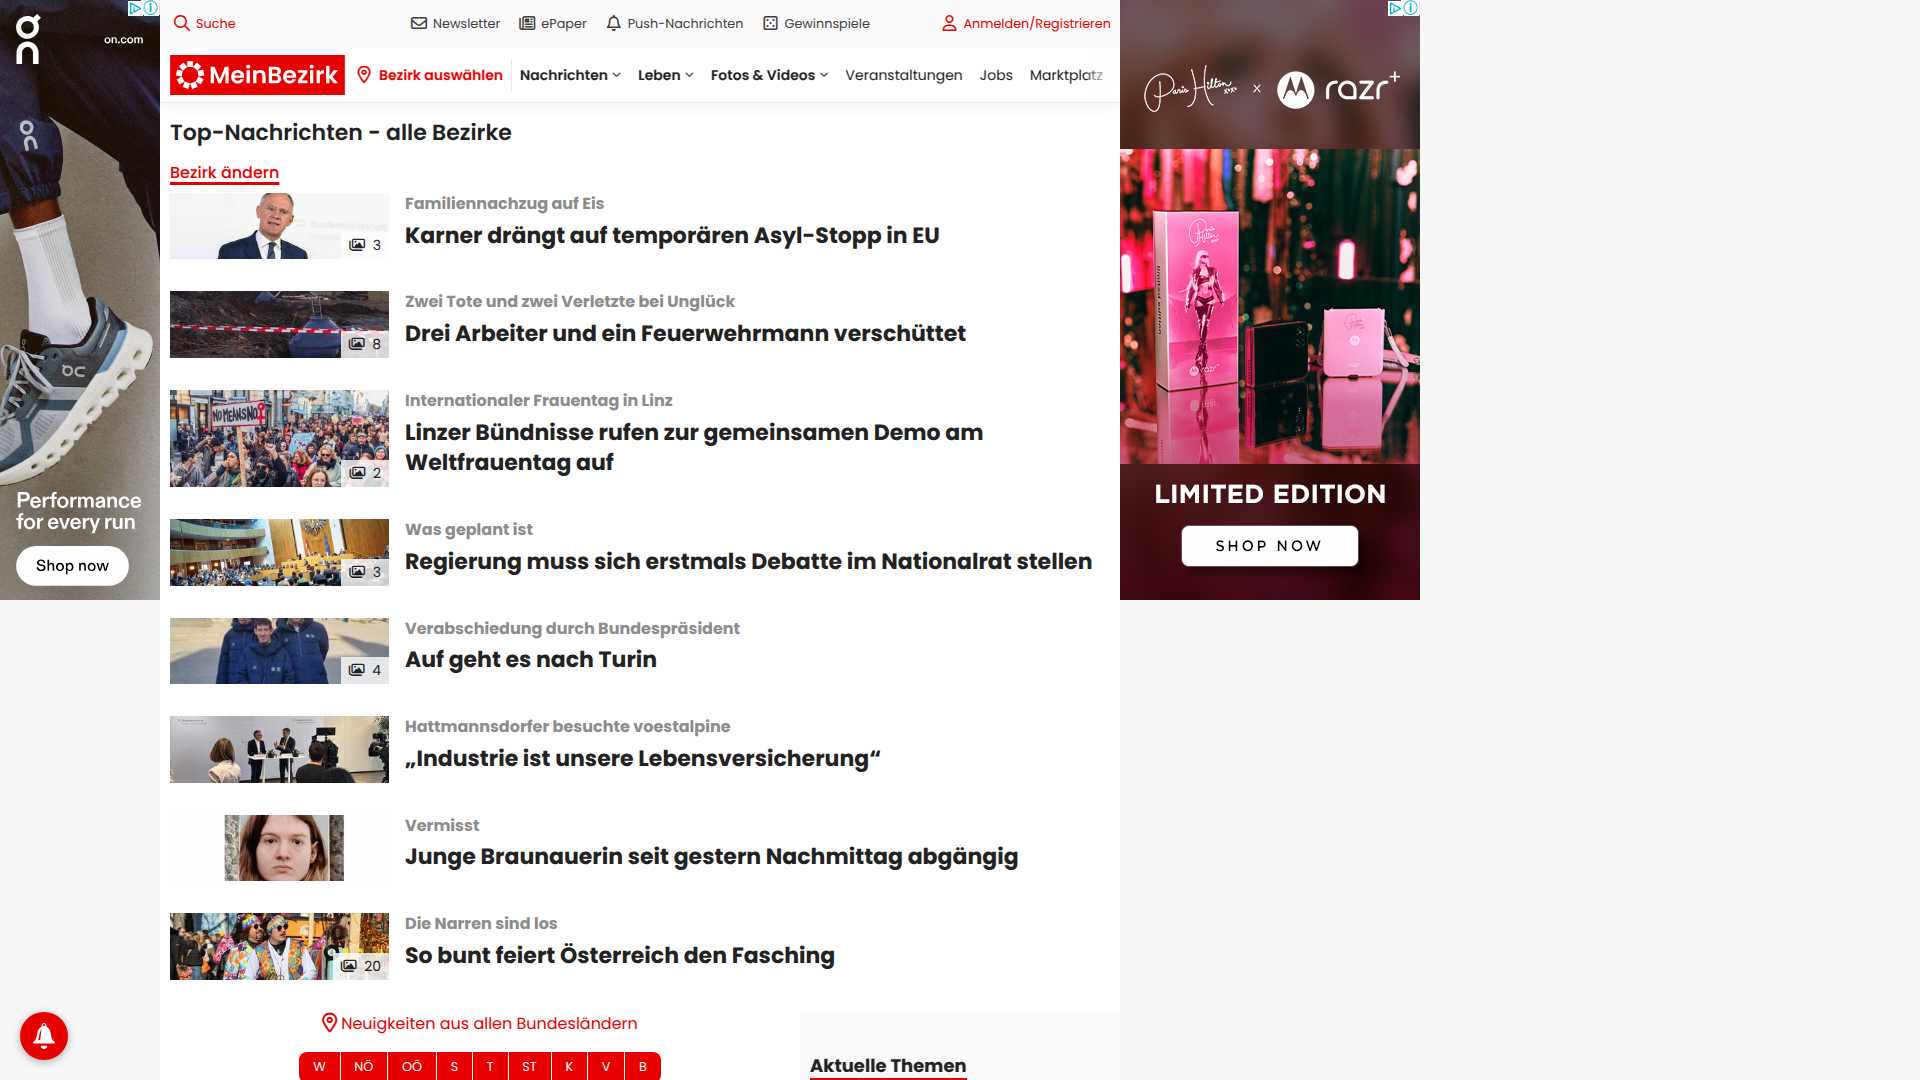 Suche
Newsletter
ePaper
Push-Nachrichten
Gewinnspiele
Anmelden/Registrieren
on.com
MeinBezirk
Bezirk auswählen
Nachrichten
Leben
Fotos & Videos
Veranstaltungen
Jobs
Marktplatz
Paris Hilton x razr+
Top-Nachrichten - alle Bezirke
Bezirk ändern
Familiennachzug auf Eis
Karner drängt auf temporären Asyl-Stopp in EU
3
Zwei Tote und zwei Verletzte bei Unglück
Drei Arbeiter und ein Feuerwehrmann verschüttet
8
Internationaler Frauentag in Linz
NO MEANS NO
Linzer Bündnisse rufen zur gemeinsamen Demo am
Weltfrauentag auf
2
Performance
for every run
Shop now
LIMITED EDITION
SHOP NOW
Was geplant ist
Regierung muss sich erstmals Debatte im Nationalrat stellen
3
Verabschiedung durch Bundespräsident
Auf geht es nach Turin
4
Hattmannsdorfer besuchte voestalpine
„Industrie ist unsere Lebensversicherung“
Vermisst
Junge Braunauerin seit gestern Nachmittag abgängig
Die Narren sind los
So bunt feiert Österreich den Fasching
20
Neuigkeiten aus allen Bundesländern
W NÖ OÖ S T ST K V B
Aktuelle Themen